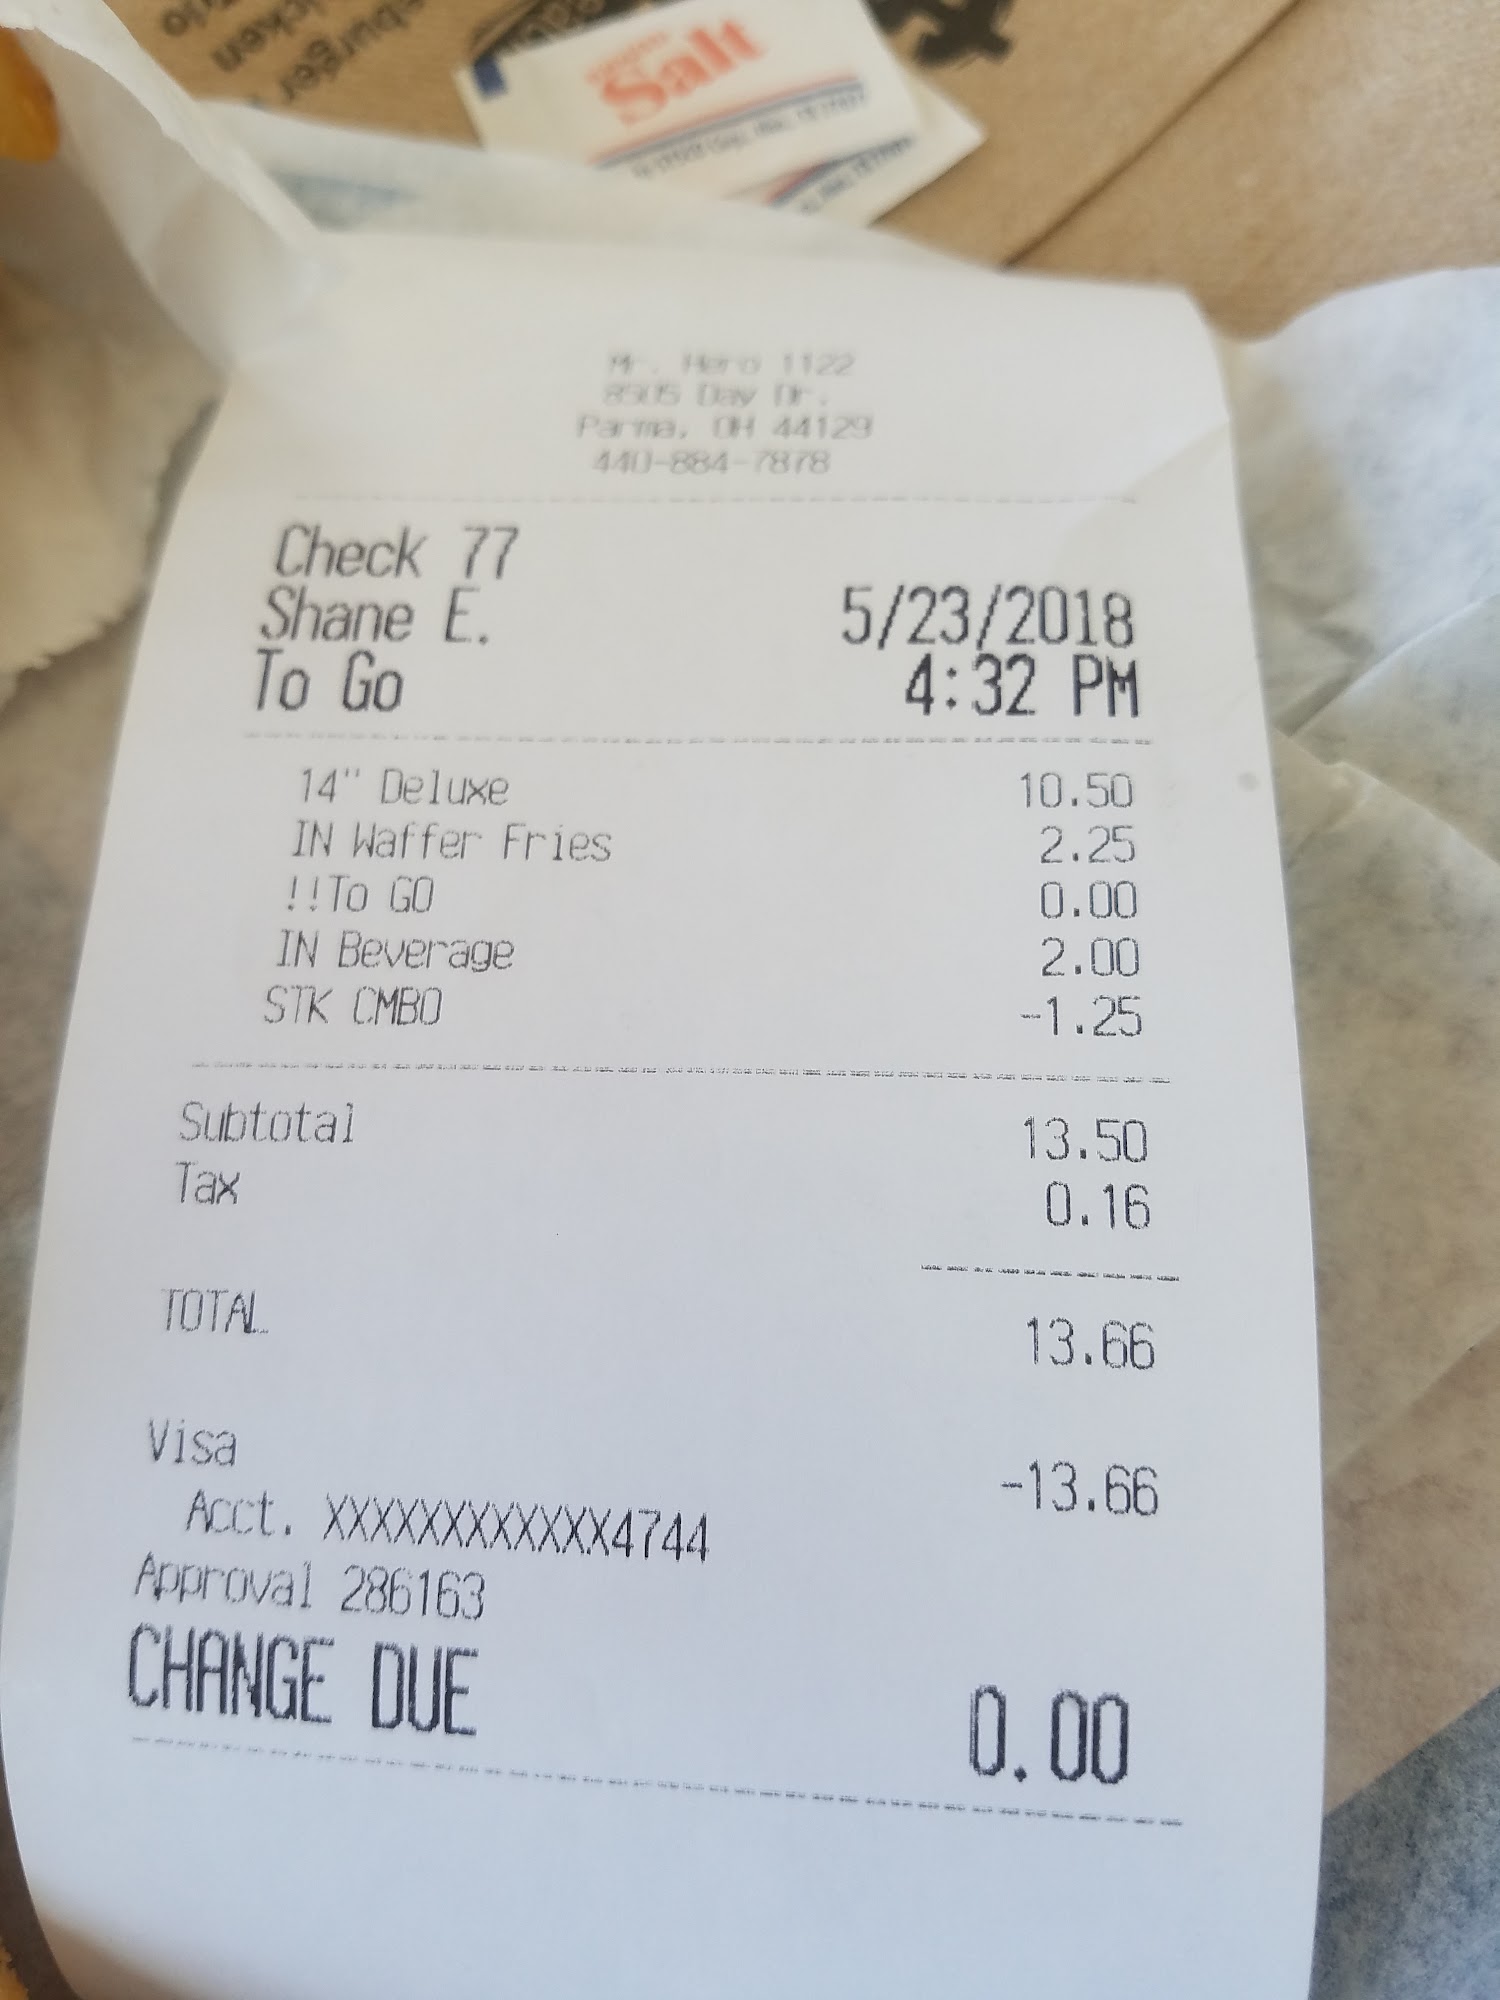 Salt
Mr. Hero 1122
8505 Day Dr.
Parma, OH 44129
440-884-7878
Check 77
Shane E. 5/23/2018
To Go 4:32 PM
14" Deluxe 10.50
IN Waffer Fries 2.25
!!To GO 0.00
IN Beverage 2.00
STK CMBO -1.25
Subtotal 13.50
Tax 0.16
TOTAL 13.66
Visa -13.66
Acct. XXXXXXXXXXXX4744
Approval 286163
CHANGE DUE 0.00